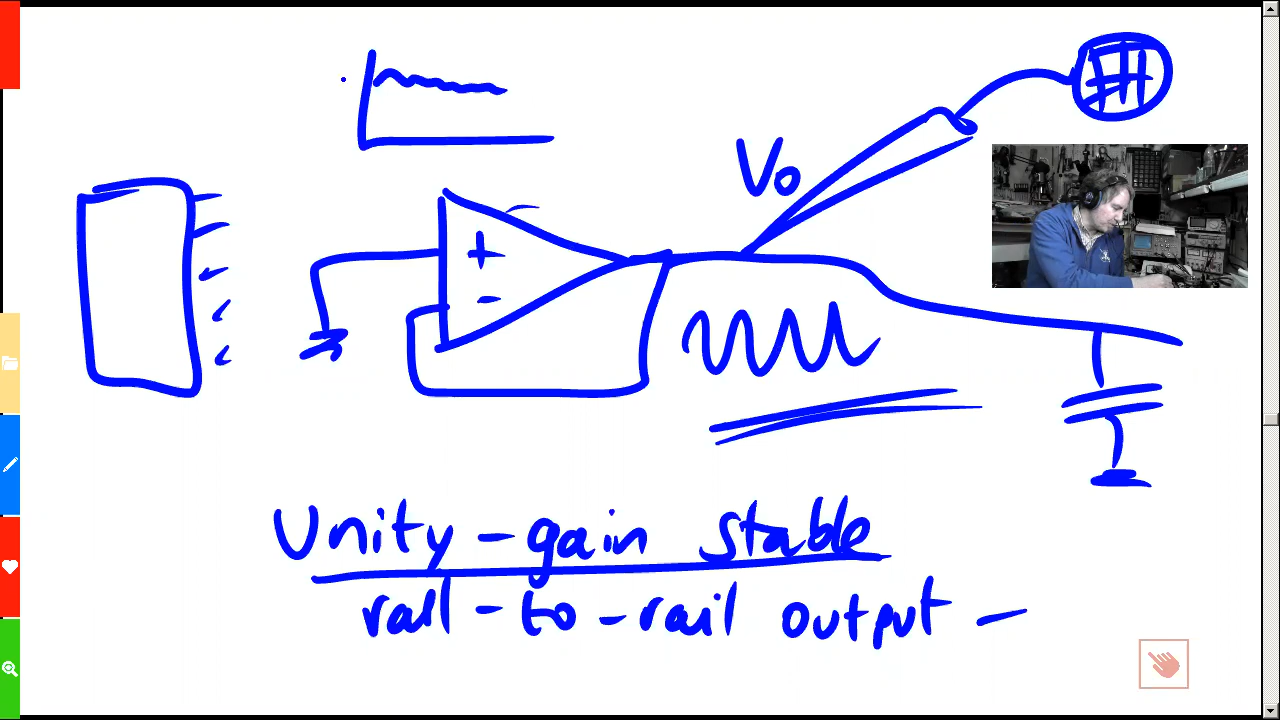 Vo
+
-
Unity-gain stable
rail-to-rail output -